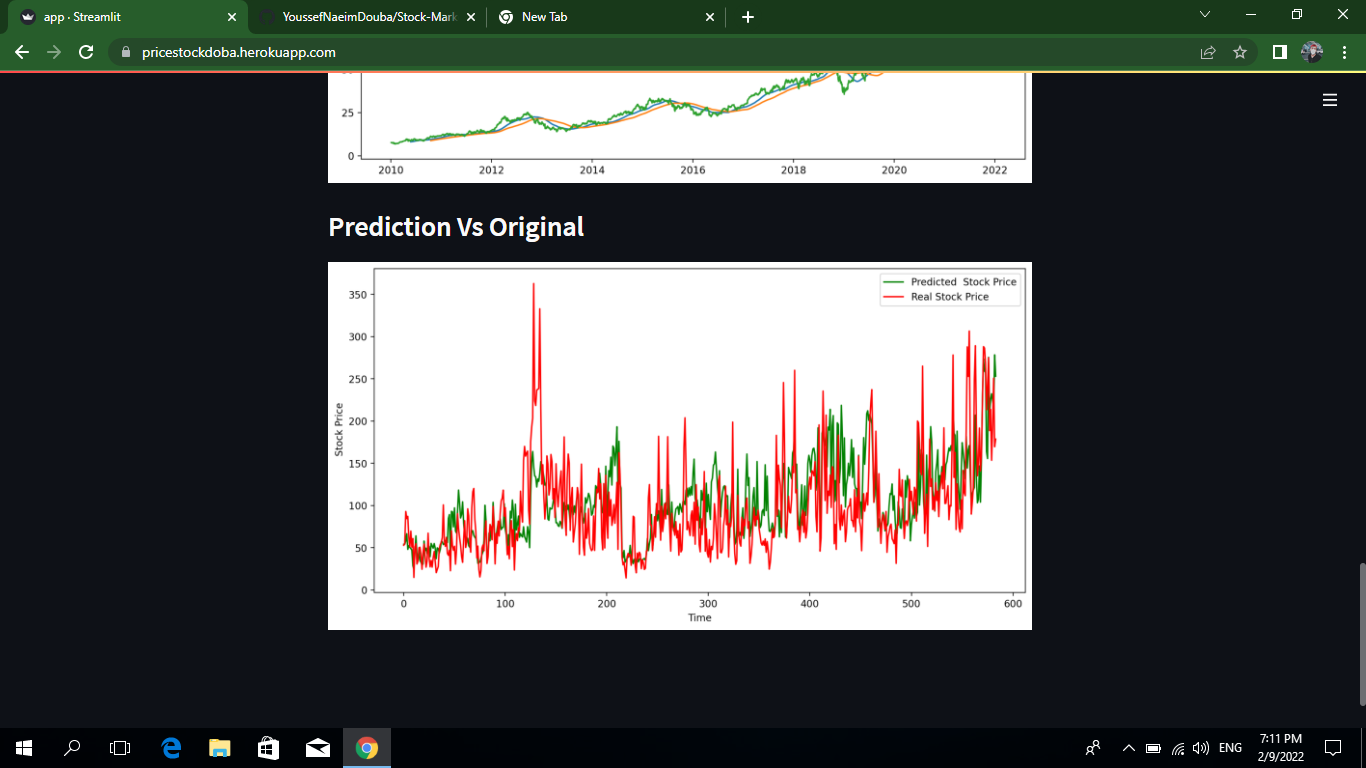 app · Streamlit
YoussefNaeimDouba/Stock-Mark
New Tab
pricestockdoba.herokuapp.com
25
0
2010 2012 2014 2016 2018 2020 2022
Prediction Vs Original
Predicted Stock Price
Real Stock Price
350
300
250
200
150
100
50
0
Stock Price
0 100 200 300 400 500 600
Time
ENG
7:11 PM
2/9/2022